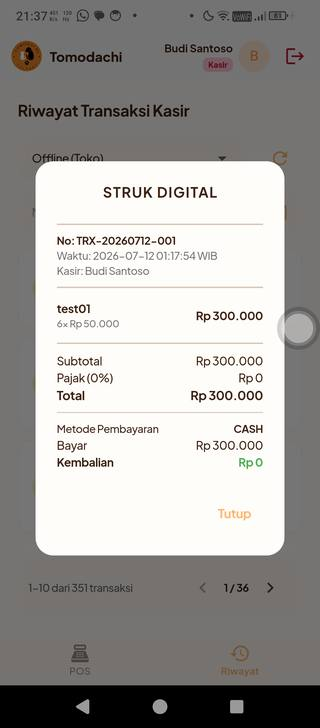 21:37
61
Tomodachi
Budi Santoso
Kasir
B
Riwayat Transaksi Kasir
Offline (Toko)
STRUK DIGITAL
No: TRX-20260712-001
Waktu: 2026-07-12 01:17:54 WIB
Kasir: Budi Santoso
test01
6x Rp 50.000
Rp 300.000
Subtotal Rp 300.000
Pajak (0%) Rp 0
Total Rp 300.000
Metode Pembayaran CASH
Bayar Rp 300.000
Kembalian Rp 0
Tutup
1-10 dari 351 transaksi
1 / 36
POS
Riwayat